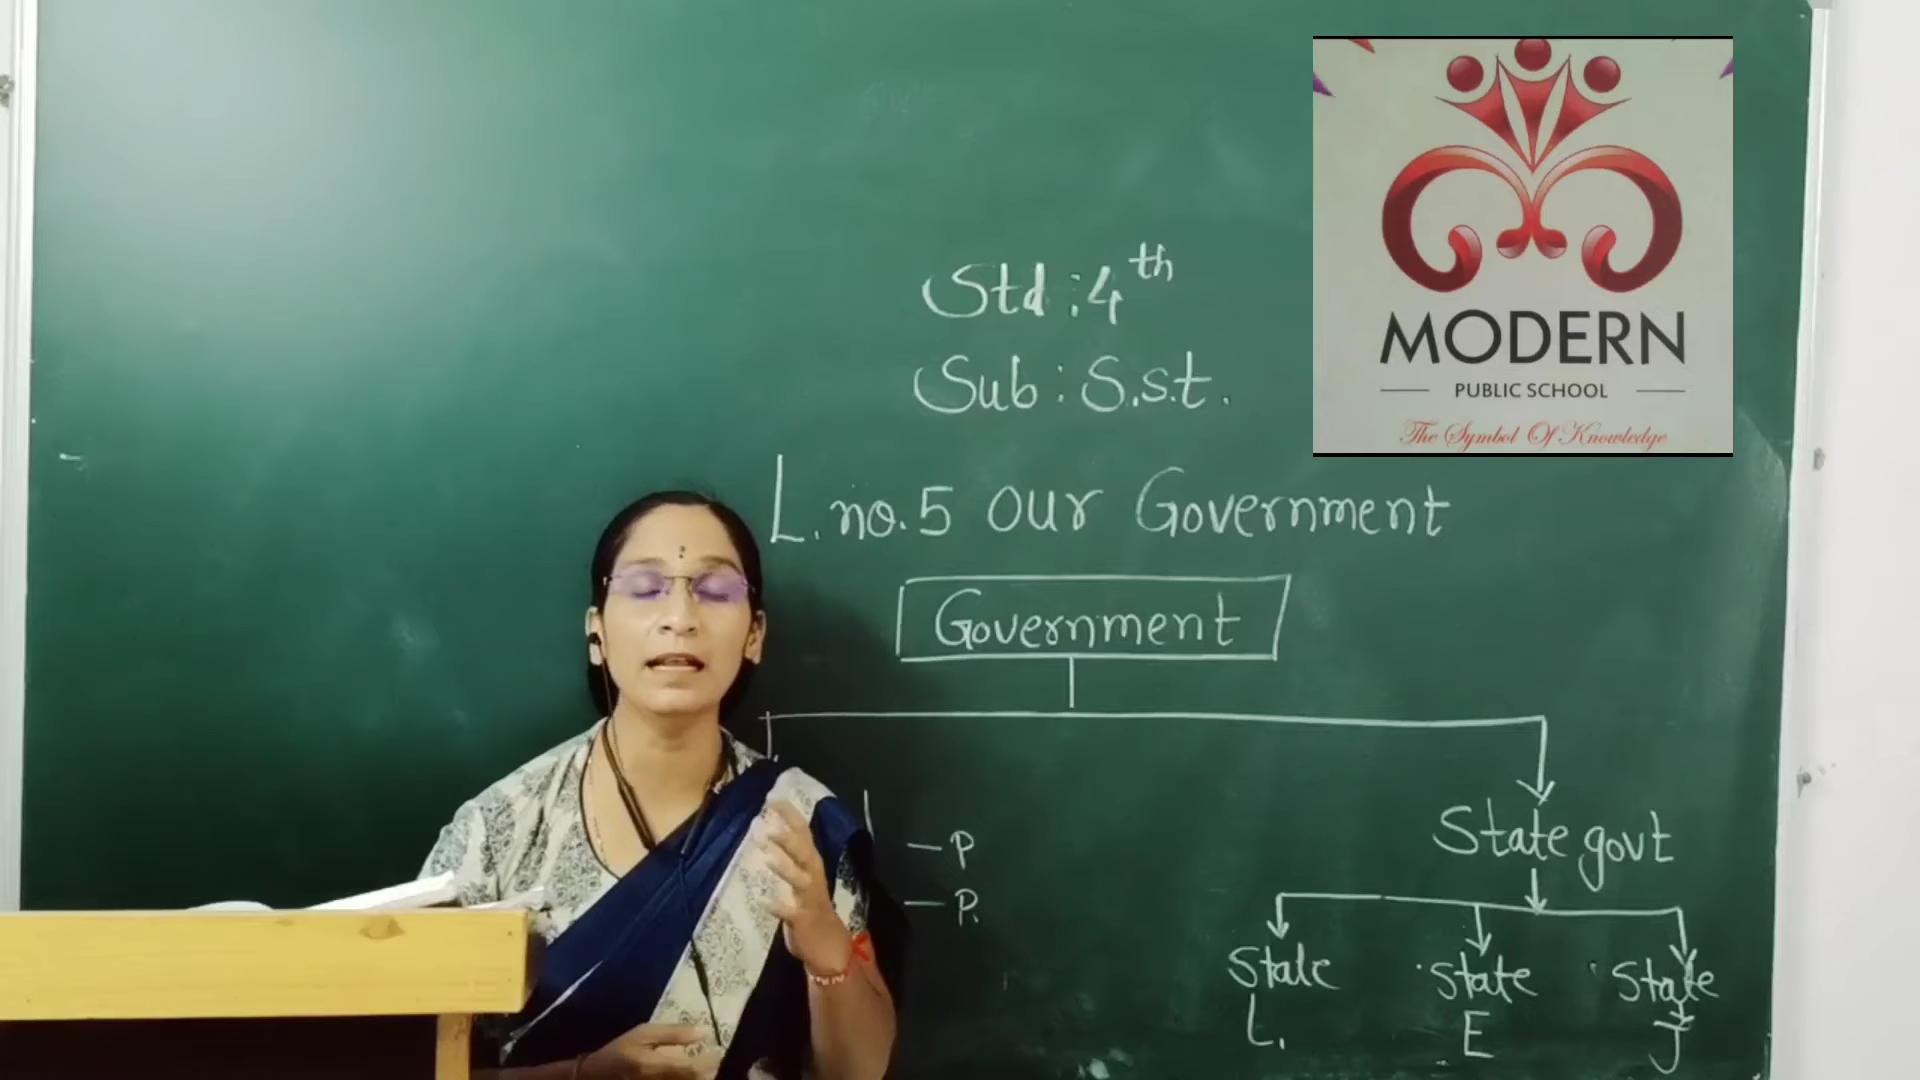 Std : 4th
Sub : S.s.t.
L. no. 5 Our Government
Government
– P
– P.
State govt
State State State
L. E J
MODERN
PUBLIC SCHOOL
The Symbol Of Knowledge